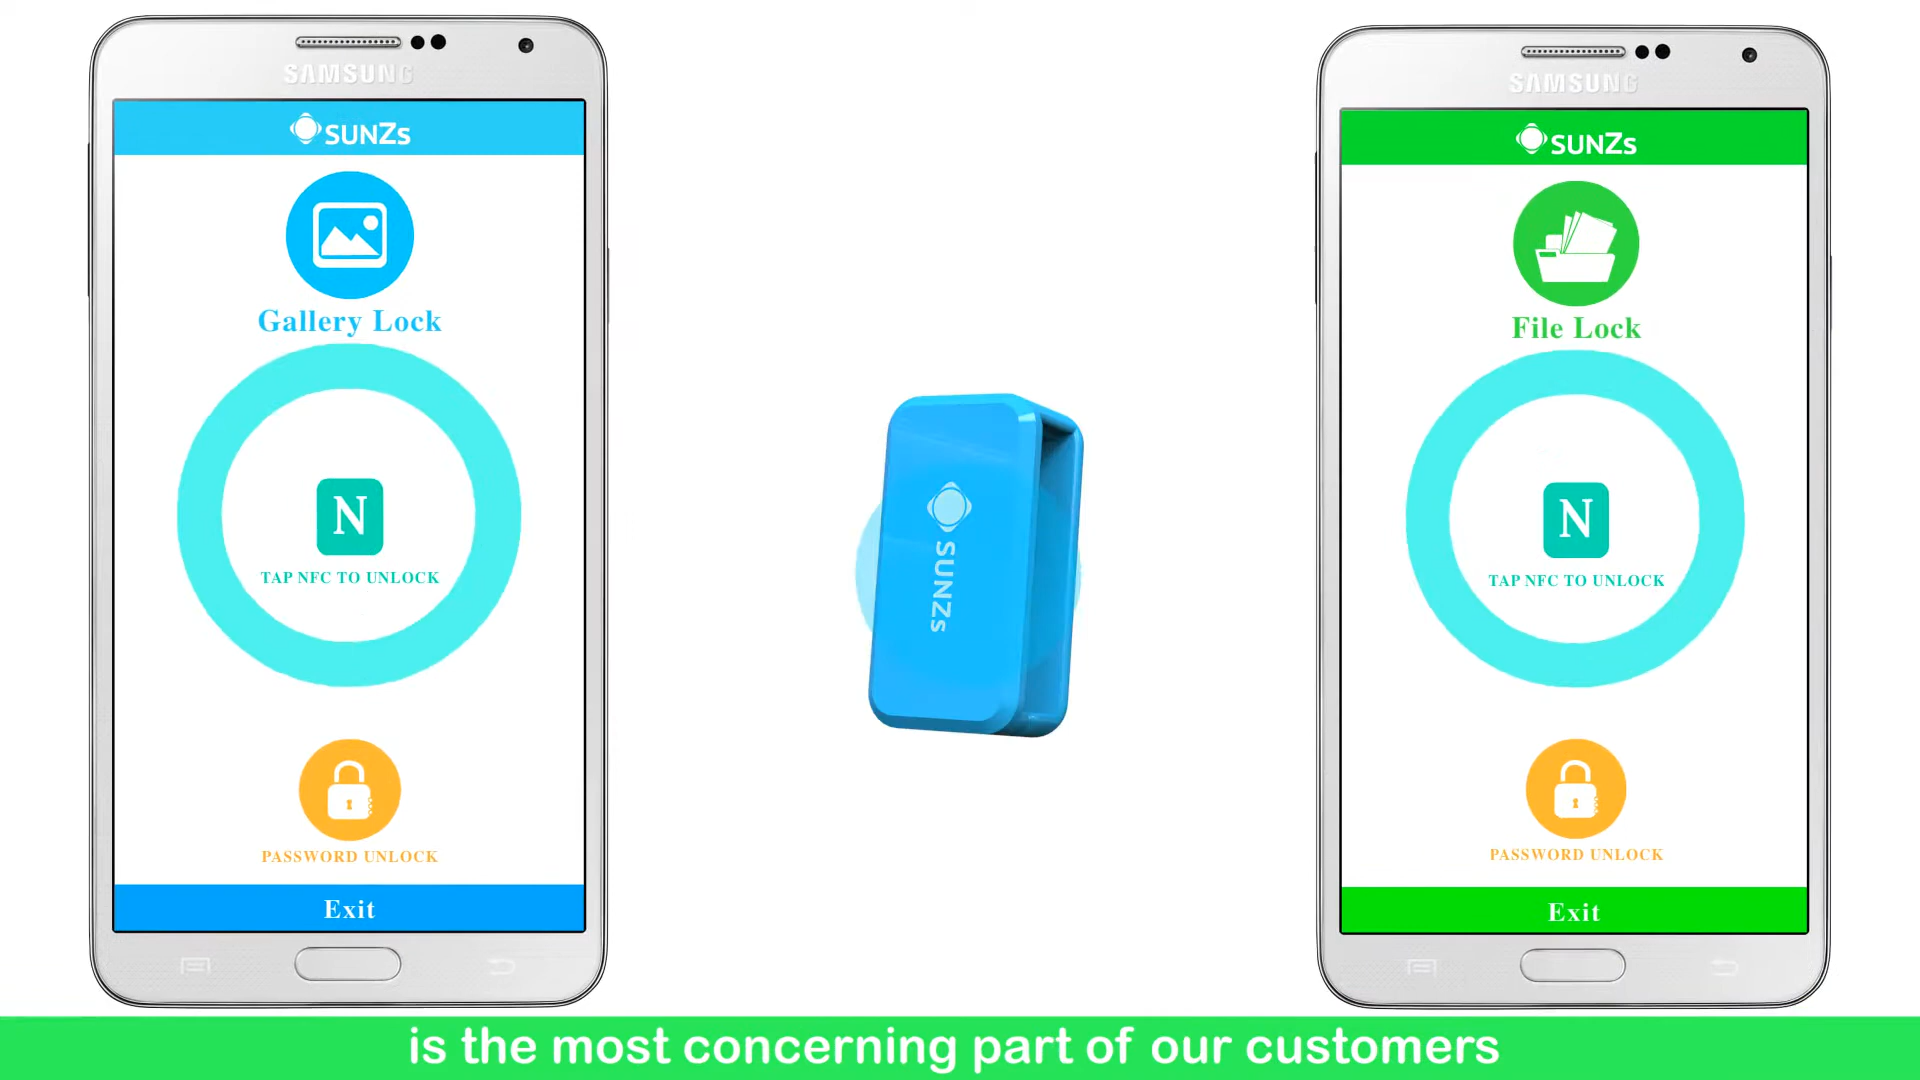 SAMSUNG
SUNZs
Gallery Lock
N
TAP NFC TO UNLOCK
PASSWORD UNLOCK
Exit
SUNZs
SAMSUNG
SUNZs
File Lock
N
TAP NFC TO UNLOCK
PASSWORD UNLOCK
Exit
is the most concerning part of our customers